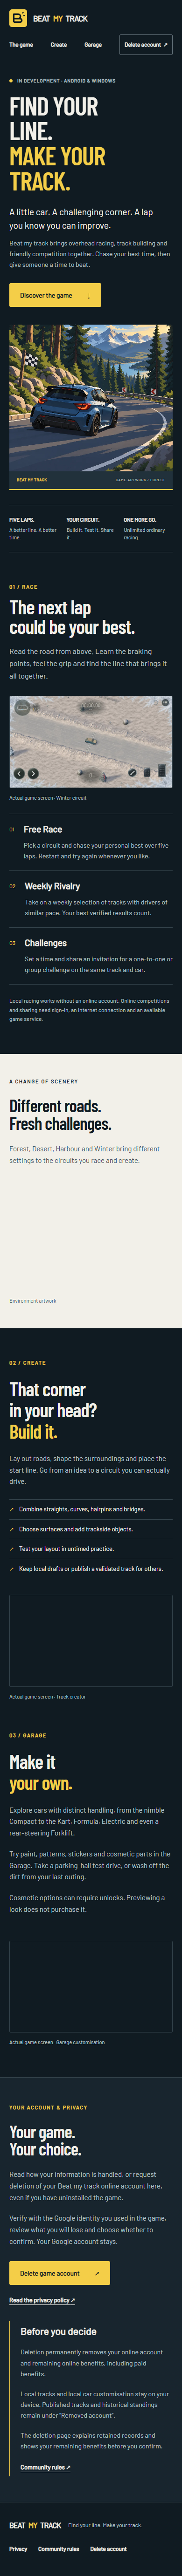 BEAT MY TRACK
The game Create Garage Delete account ↗
IN DEVELOPMENT · ANDROID & WINDOWS
FIND YOUR
LINE.
MAKE YOUR
TRACK.
A little car. A challenging corner. A lap
you know you can improve.
Beat my track brings overhead racing, track building and
friendly competition together. Chase your best time, then
give someone a time to beat.
Discover the game ↓
BEAT MY TRACK GAME ARTWORK / FOREST
FIVE LAPS. YOUR CIRCUIT. ONE MORE GO.
A better line. A better Build it. Test it. Share Unlimited ordinary
time. it. racing.
01 / RACE
The next lap
could be your best.
Read the road from above. Learn the braking
points, feel the grip and find the line that brings it
all together.
Actual game screen · Winter circuit
01 Free Race
Pick a circuit and chase your personal best over five
laps. Restart and try again whenever you like.
02 Weekly Rivalry
Take on a weekly selection of tracks with drivers of
similar pace. Your best verified results count.
03 Challenges
Set a time and share an invitation for a one-to-one or
group challenge on the same track and car.
Local racing works without an online account. Online competitions
and sharing need sign-in, an internet connection and an available
game service.
A CHANGE OF SCENERY
Different roads.
Fresh challenges.
Forest, Desert, Harbour and Winter bring different
settings to the circuits you race and create.
Environment artwork
02 / CREATE
That corner
in your head?
Build it.
Lay out roads, shape the surroundings and place the
start line. Go from an idea to a circuit you can actually
drive.
↗ Combine straights, curves, hairpins and bridges.
↗ Choose surfaces and add trackside objects.
↗ Test your layout in untimed practice.
↗ Keep local drafts or publish a validated track for others.
Actual game screen · Track creator
03 / GARAGE
Make it
your own.
Explore cars with distinct handling, from the nimble
Compact to the Kart, Formula, Electric and even a
rear-steering Forklift.
Try paint, patterns, stickers and cosmetic parts in the
Garage. Take a parking-hall test drive, or wash off the
dirt from your last outing.
Cosmetic options can require unlocks. Previewing a
look does not purchase it.
Actual game screen · Garage customisation
YOUR ACCOUNT & PRIVACY
Your game.
Your choice.
Read how your information is handled, or request
deletion of your Beat my track online account here,
even if you have uninstalled the game.
Verify with the Google identity you used in the game,
review what you will lose and choose whether to
confirm. Your Google account stays.
Delete game account ↗
Read the privacy policy ↗
Before you decide
Deletion permanently removes your online account
and remaining online benefits, including paid
benefits.
Local tracks and local car customisation stay on your
device. Published tracks and historical standings
remain under “Removed account”.
The deletion page explains retained records and
shows your remaining benefits before you confirm.
Community rules ↗
BEAT MY TRACK Find your line. Make your track.
Privacy Community rules Delete account